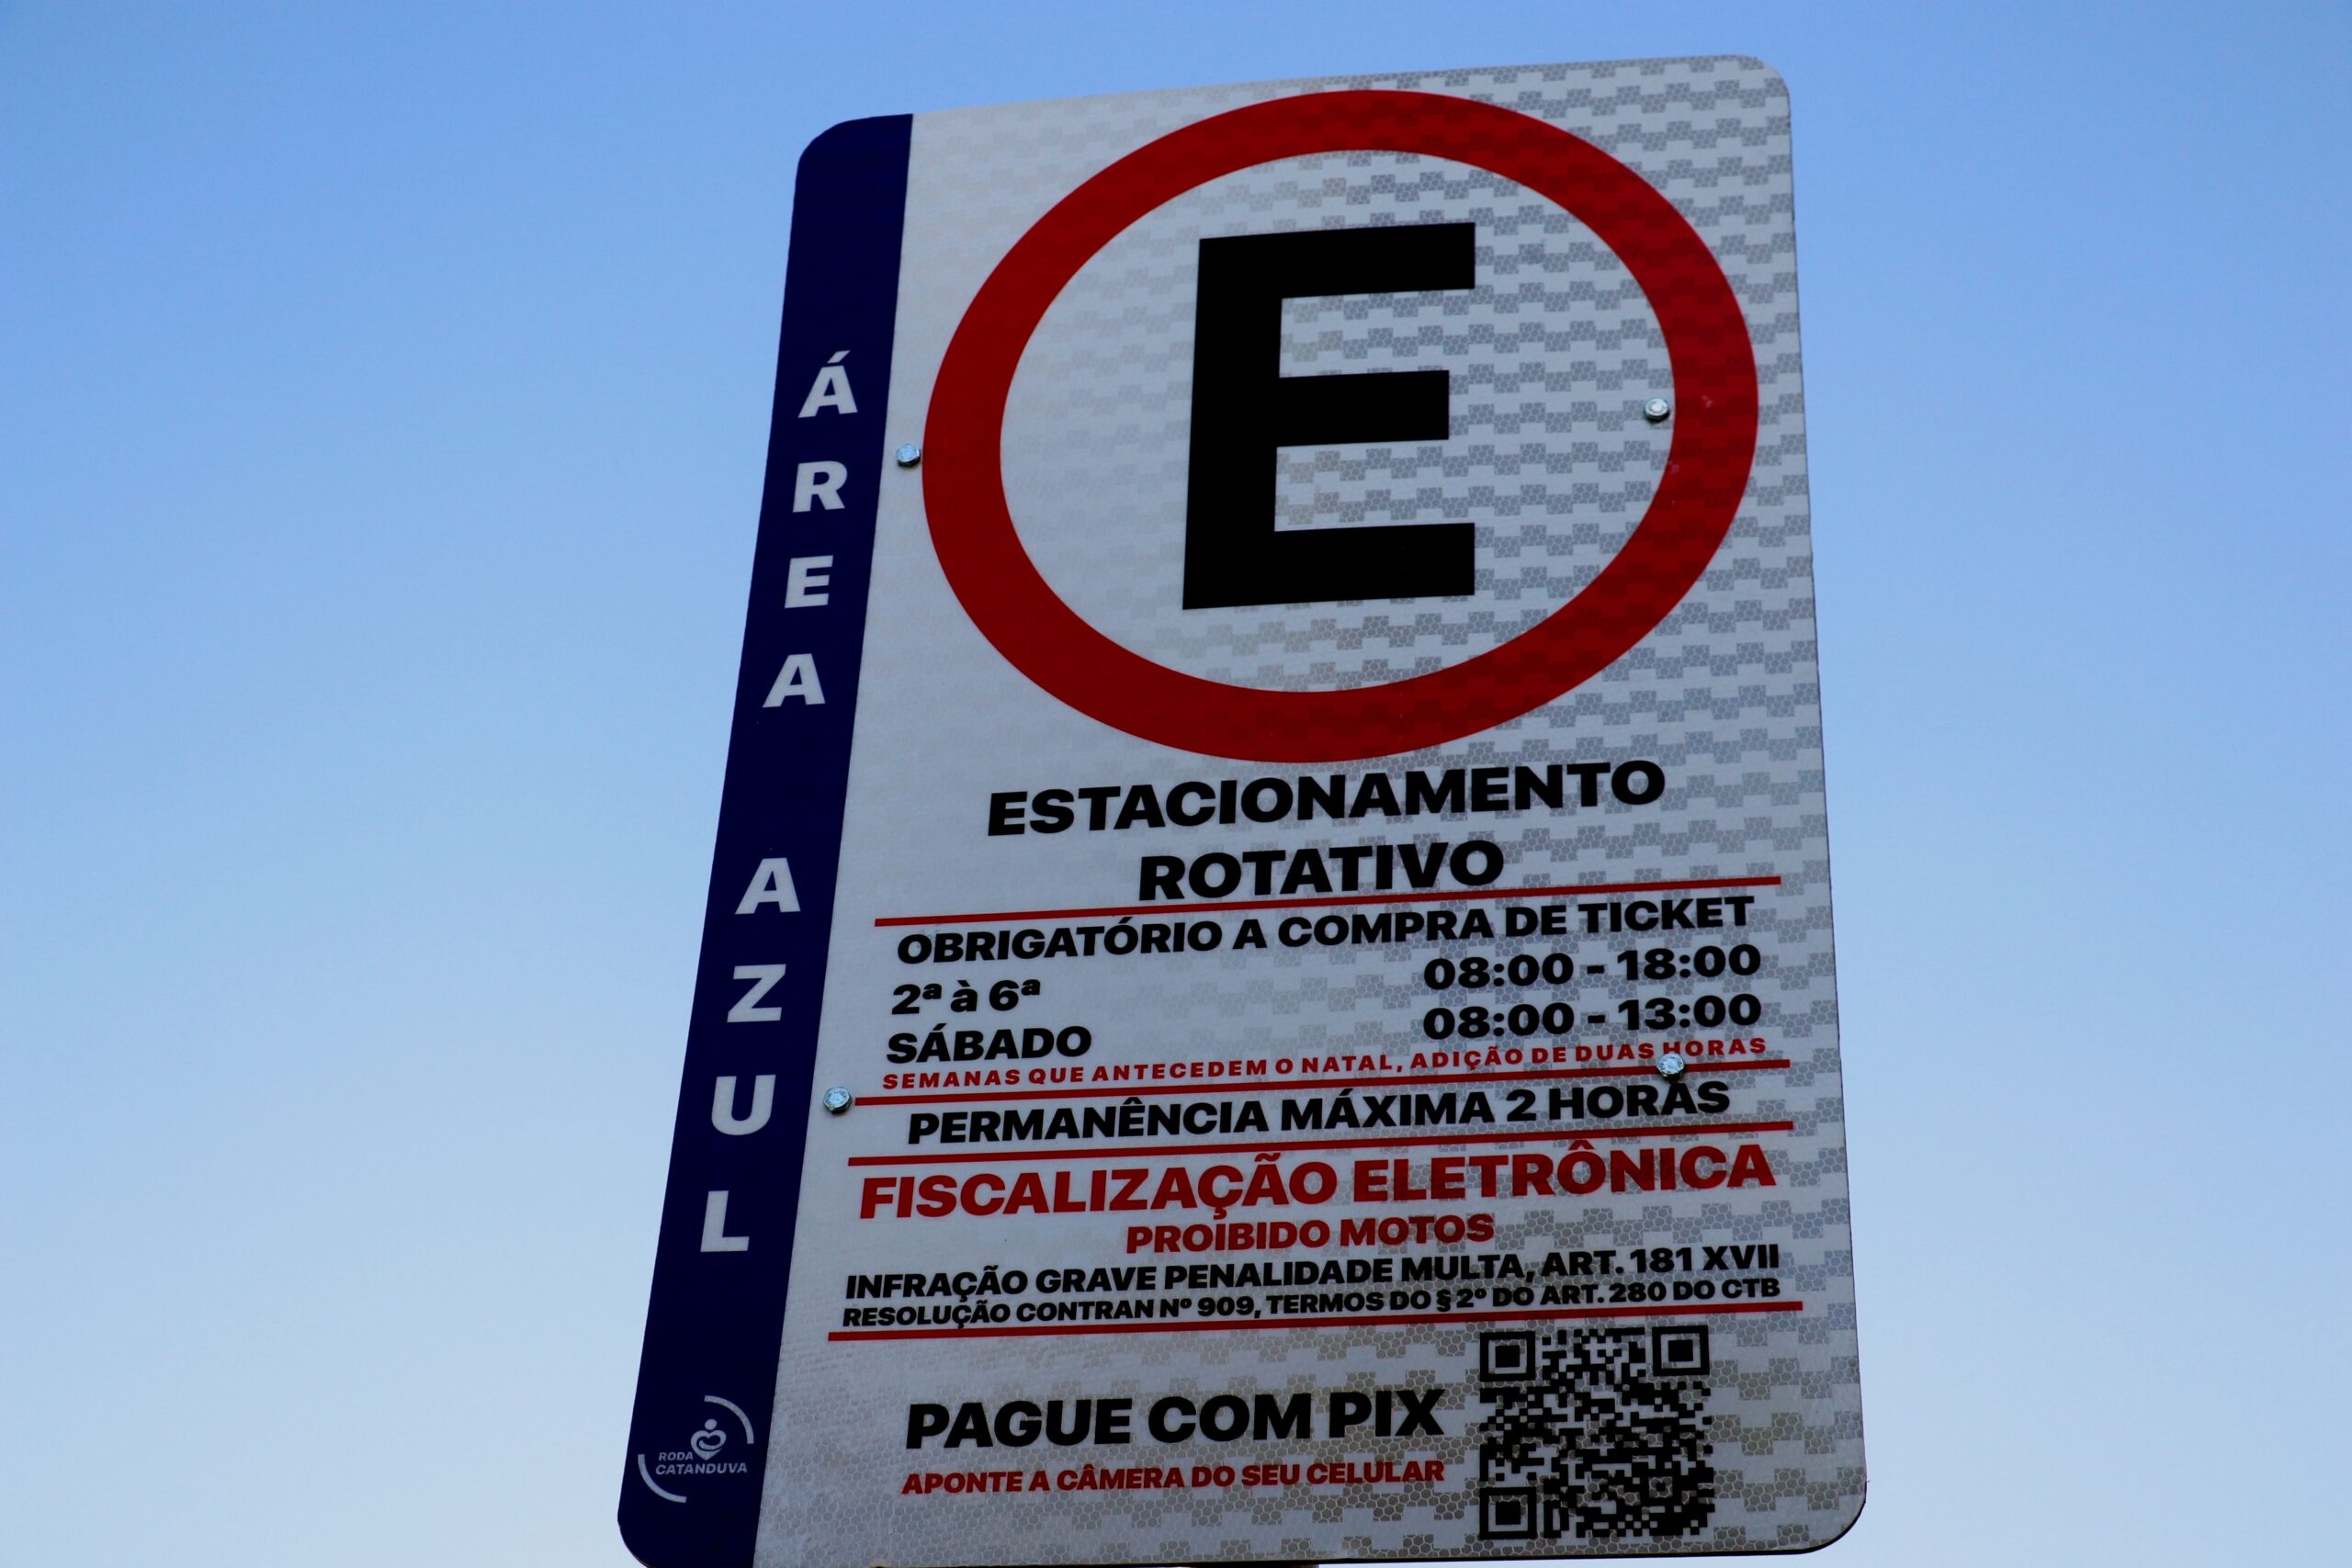 ÁREA AZUL
E
ESTACIONAMENTO
ROTATIVO
OBRIGATÓRIO A COMPRA DE TICKET
2ª à 6ª 08:00 - 18:00
SÁBADO 08:00 - 13:00
SEMANAS QUE ANTECEDEM O NATAL, ADIÇÃO DE DUAS HORAS
PERMANÊNCIA MÁXIMA 2 HORAS
FISCALIZAÇÃO ELETRÔNICA
PROIBIDO MOTOS
INFRAÇÃO GRAVE PENALIDADE MULTA, ART. 181 XVII
RESOLUÇÃO CONTRAN Nº 909, TERMOS DO § 2º DO ART. 280 DO CTB
PAGUE COM PIX
APONTE A CÂMERA DO SEU CELULAR
RODA
CATANDUVA